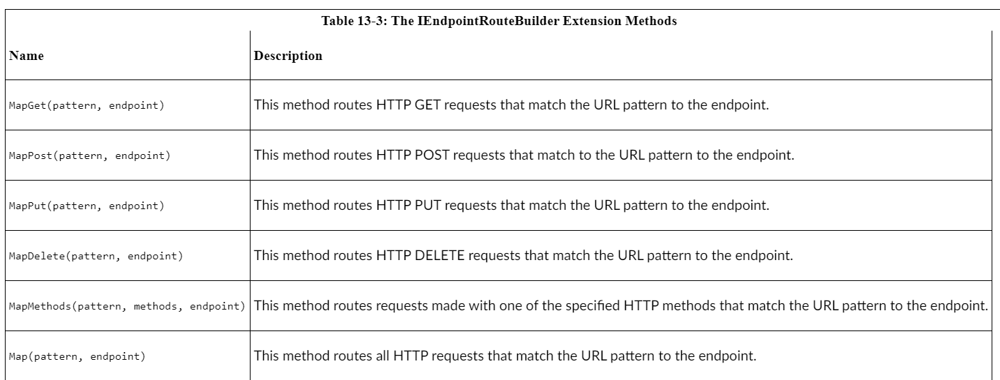 Table 13-3: The IEndpointRouteBuilder Extension Methods
Name Description
MapGet(pattern, endpoint) This method routes HTTP GET requests that match the URL pattern to the endpoint.
MapPost(pattern, endpoint) This method routes HTTP POST requests that match to the URL pattern to the endpoint.
MapPut(pattern, endpoint) This method routes HTTP PUT requests that match the URL pattern to the endpoint.
MapDelete(pattern, endpoint) This method routes HTTP DELETE requests that match the URL pattern to the endpoint.
MapMethods(pattern, methods, endpoint) This method routes requests made with one of the specified HTTP methods that match the URL pattern to the endpoint.
Map(pattern, endpoint) This method routes all HTTP requests that match the URL pattern to the endpoint.